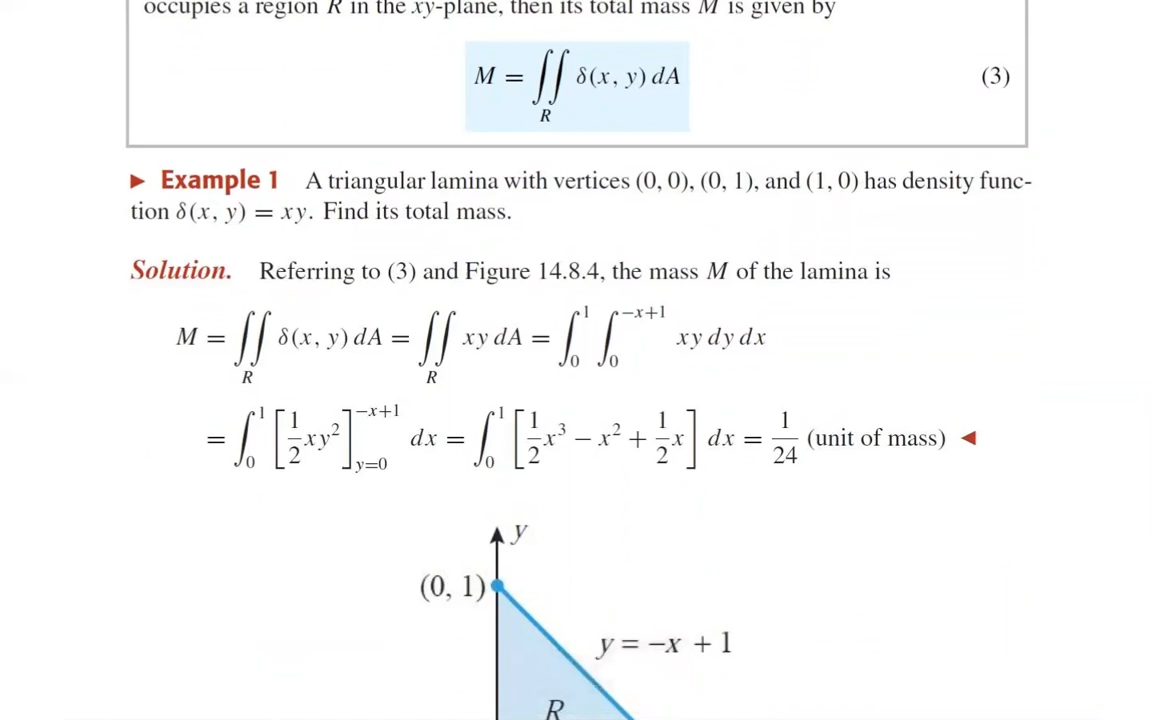 occupies a region R in the xy-plane, then its total mass M is given by
M = ∬_R δ(x, y) dA (3)
► Example 1 A triangular lamina with vertices (0, 0), (0, 1), and (1, 0) has density func-
tion δ(x, y) = xy. Find its total mass.
Solution. Referring to (3) and Figure 14.8.4, the mass M of the lamina is
M = ∬_R δ(x, y) dA = ∬_R xy dA = ∫_0^1 ∫_0^{-x+1} xy dy dx
= ∫_0^1 [1/2 xy²]_{y=0}^{-x+1} dx = ∫_0^1 [1/2 x³ − x² + 1/2 x] dx = 1/24 (unit of mass) ◄
y
(0, 1)
y = −x + 1
R